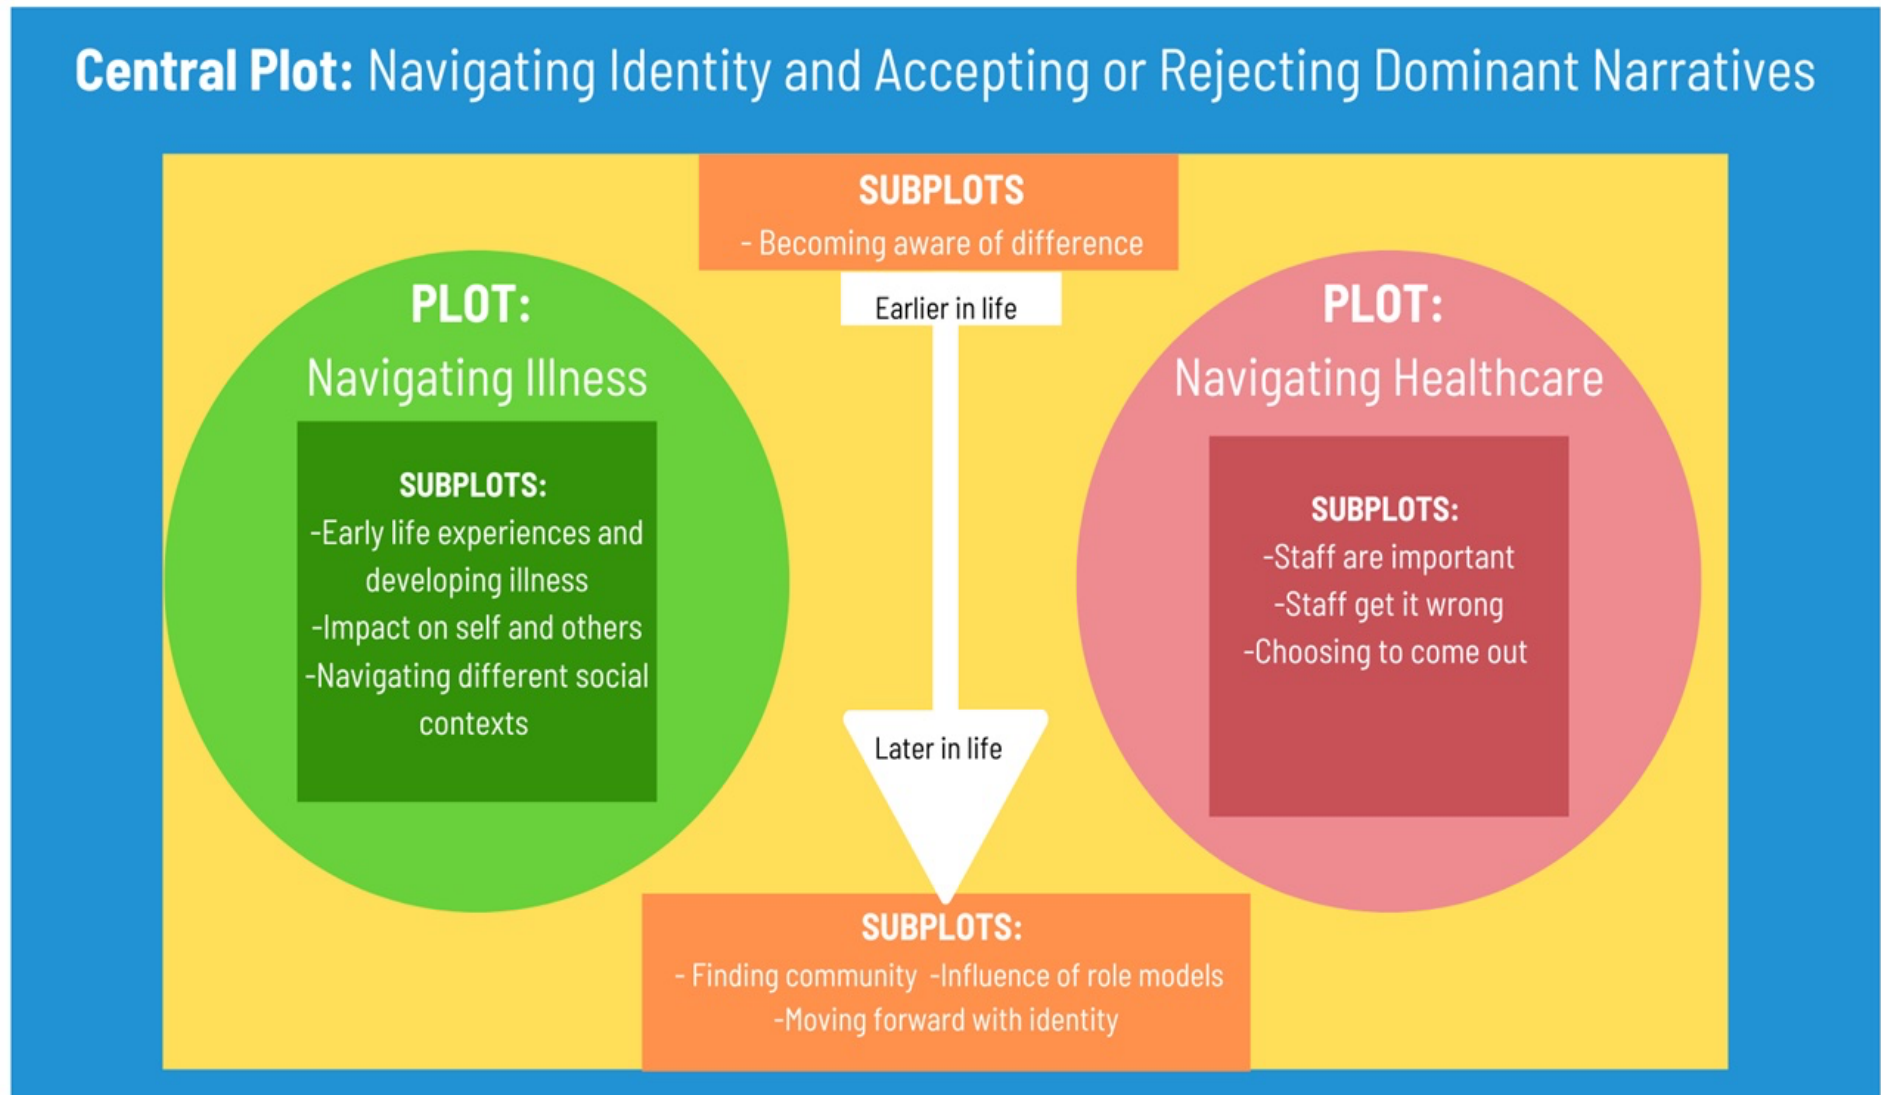 Central Plot: Navigating Identity and Accepting or Rejecting Dominant Narratives
SUBPLOTS
- Becoming aware of difference
Earlier in life
PLOT:
Navigating Illness
SUBPLOTS:
-Early life experiences and
developing illness
-Impact on self and others
-Navigating different social
contexts
PLOT:
Navigating Healthcare
SUBPLOTS:
-Staff are important
-Staff get it wrong
-Choosing to come out
Later in life
SUBPLOTS:
- Finding community -Influence of role models
-Moving forward with identity